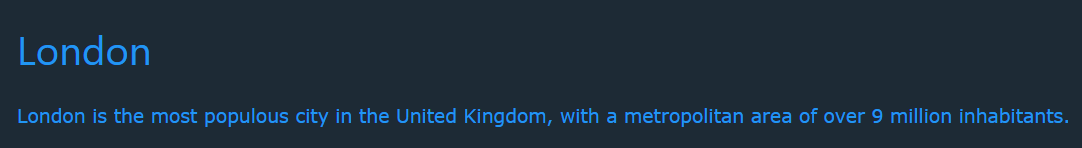 London
London is the most populous city in the United Kingdom, with a metropolitan area of over 9 million inhabitants.